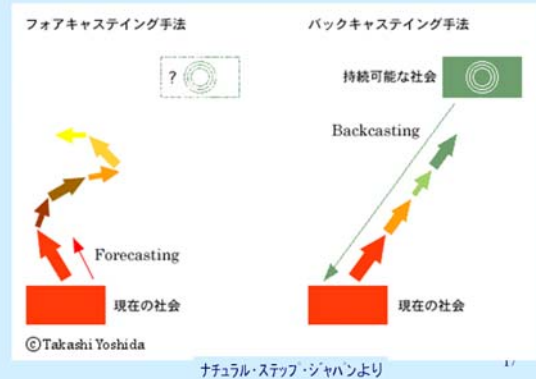 フォアキャステイング手法
?
Forecasting
現在の社会
©Takashi Yoshida
バックキャステイング手法
持続可能な社会
Backcasting
現在の社会
ナチュラル・ステップ・ジャパンより
17